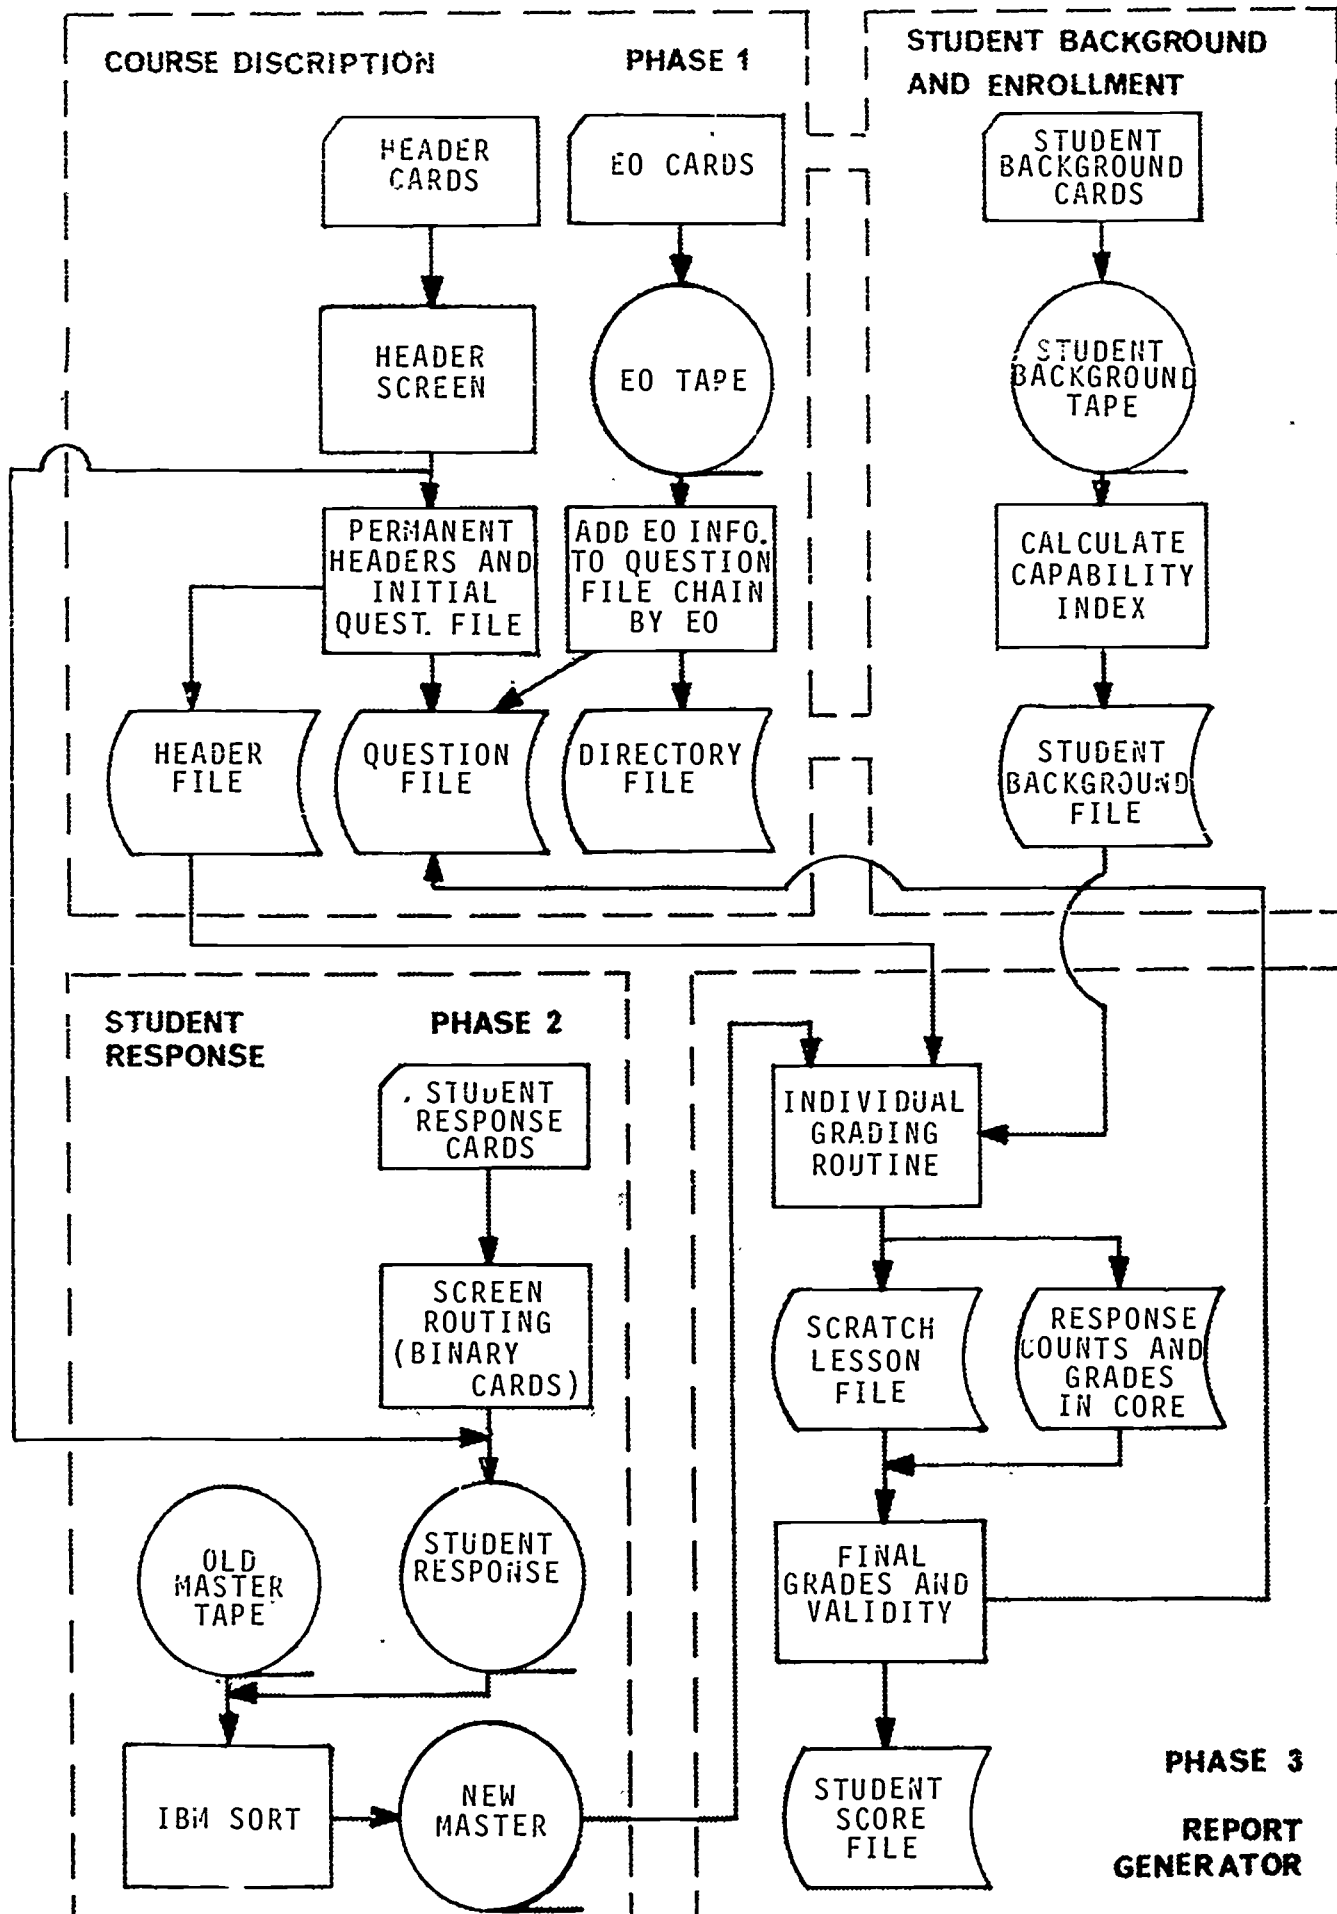 COURSE DISCRIPTION
PHASE 1
HEADER
CARDS
EO CARDS
HEADER
SCREEN
EO TAPE
PERMANENT
HEADERS AND
INITIAL
QUEST. FILE
ADD EO INFO.
TO QUESTION
FILE CHAIN
BY EO
HEADER
FILE
QUESTION
FILE
DIRECTORY
FILE
STUDENT BACKGROUND
AND ENROLLMENT
STUDENT
BACKGROUND
CARDS
STUDENT
BACKGROUND
TAPE
CALCULATE
CAPABILITY
INDEX
STUDENT
BACKGROUND
FILE
STUDENT
RESPONSE
PHASE 2
STUDENT
RESPONSE
CARDS
SCREEN
ROUTING
(BINARY
CARDS)
OLD
MASTER
TAPE
STUDENT
RESPONSE
IBM SORT
NEW
MASTER
INDIVIDUAL
GRADING
ROUTINE
SCRATCH
LESSON
FILE
RESPONSE
COUNTS AND
GRADES
IN CORE
FINAL
GRADES AND
VALIDITY
STUDENT
SCORE
FILE
PHASE 3
REPORT
GENERATOR